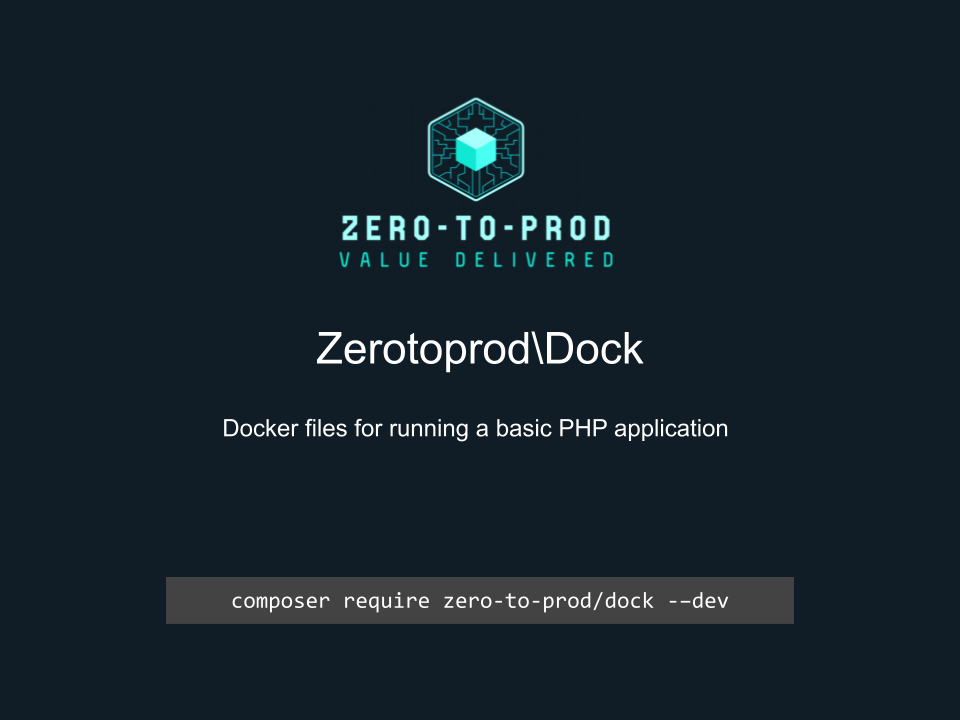 ZERO-TO-PROD
VALUE DELIVERED
Zerotoprod\Dock
Docker files for running a basic PHP application
composer require zero-to-prod/dock -–dev